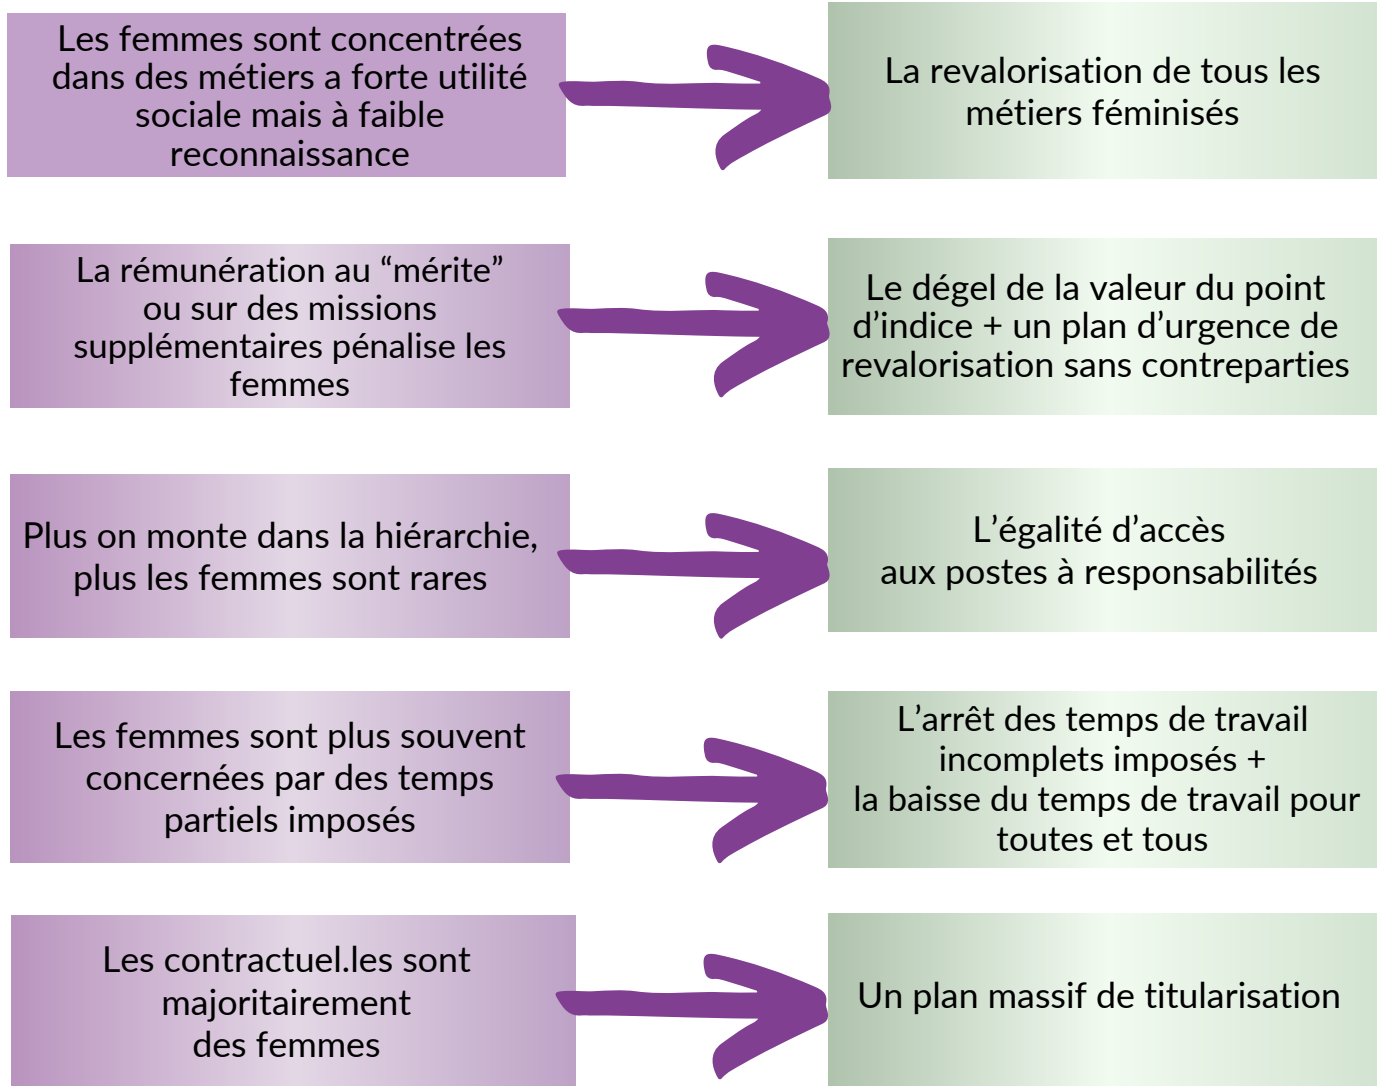 Les femmes sont concentrées
dans des métiers a forte utilité
sociale mais à faible
reconnaissance
La revalorisation de tous les
métiers féminisés
La rémunération au “mérite”
ou sur des missions
supplémentaires pénalise les
femmes
Le dégel de la valeur du point
d’indice + un plan d’urgence de
revalorisation sans contreparties
Plus on monte dans la hiérarchie,
plus les femmes sont rares
L’égalité d’accès
aux postes à responsabilités
Les femmes sont plus souvent
concernées par des temps
partiels imposés
L’arrêt des temps de travail
incomplets imposés +
la baisse du temps de travail pour
toutes et tous
Les contractuel.les sont
majoritairement
des femmes
Un plan massif de titularisation